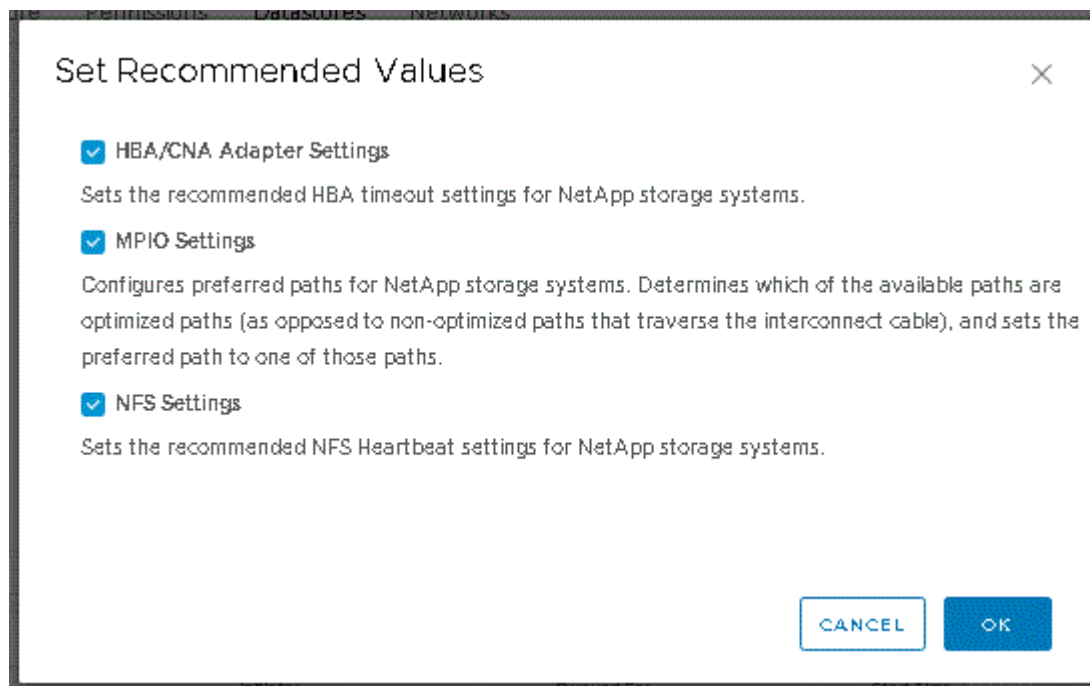 Permissions Datastores Networks
Set Recommended Values
HBA/CNA Adapter Settings
Sets the recommended HBA timeout settings for NetApp storage systems.
MPIO Settings
Configures preferred paths for NetApp storage systems. Determines which of the available paths are
optimized paths (as opposed to non-optimized paths that traverse the interconnect cable), and sets the
preferred path to one of those paths.
NFS Settings
Sets the recommended NFS Heartbeat settings for NetApp storage systems.
CANCEL OK